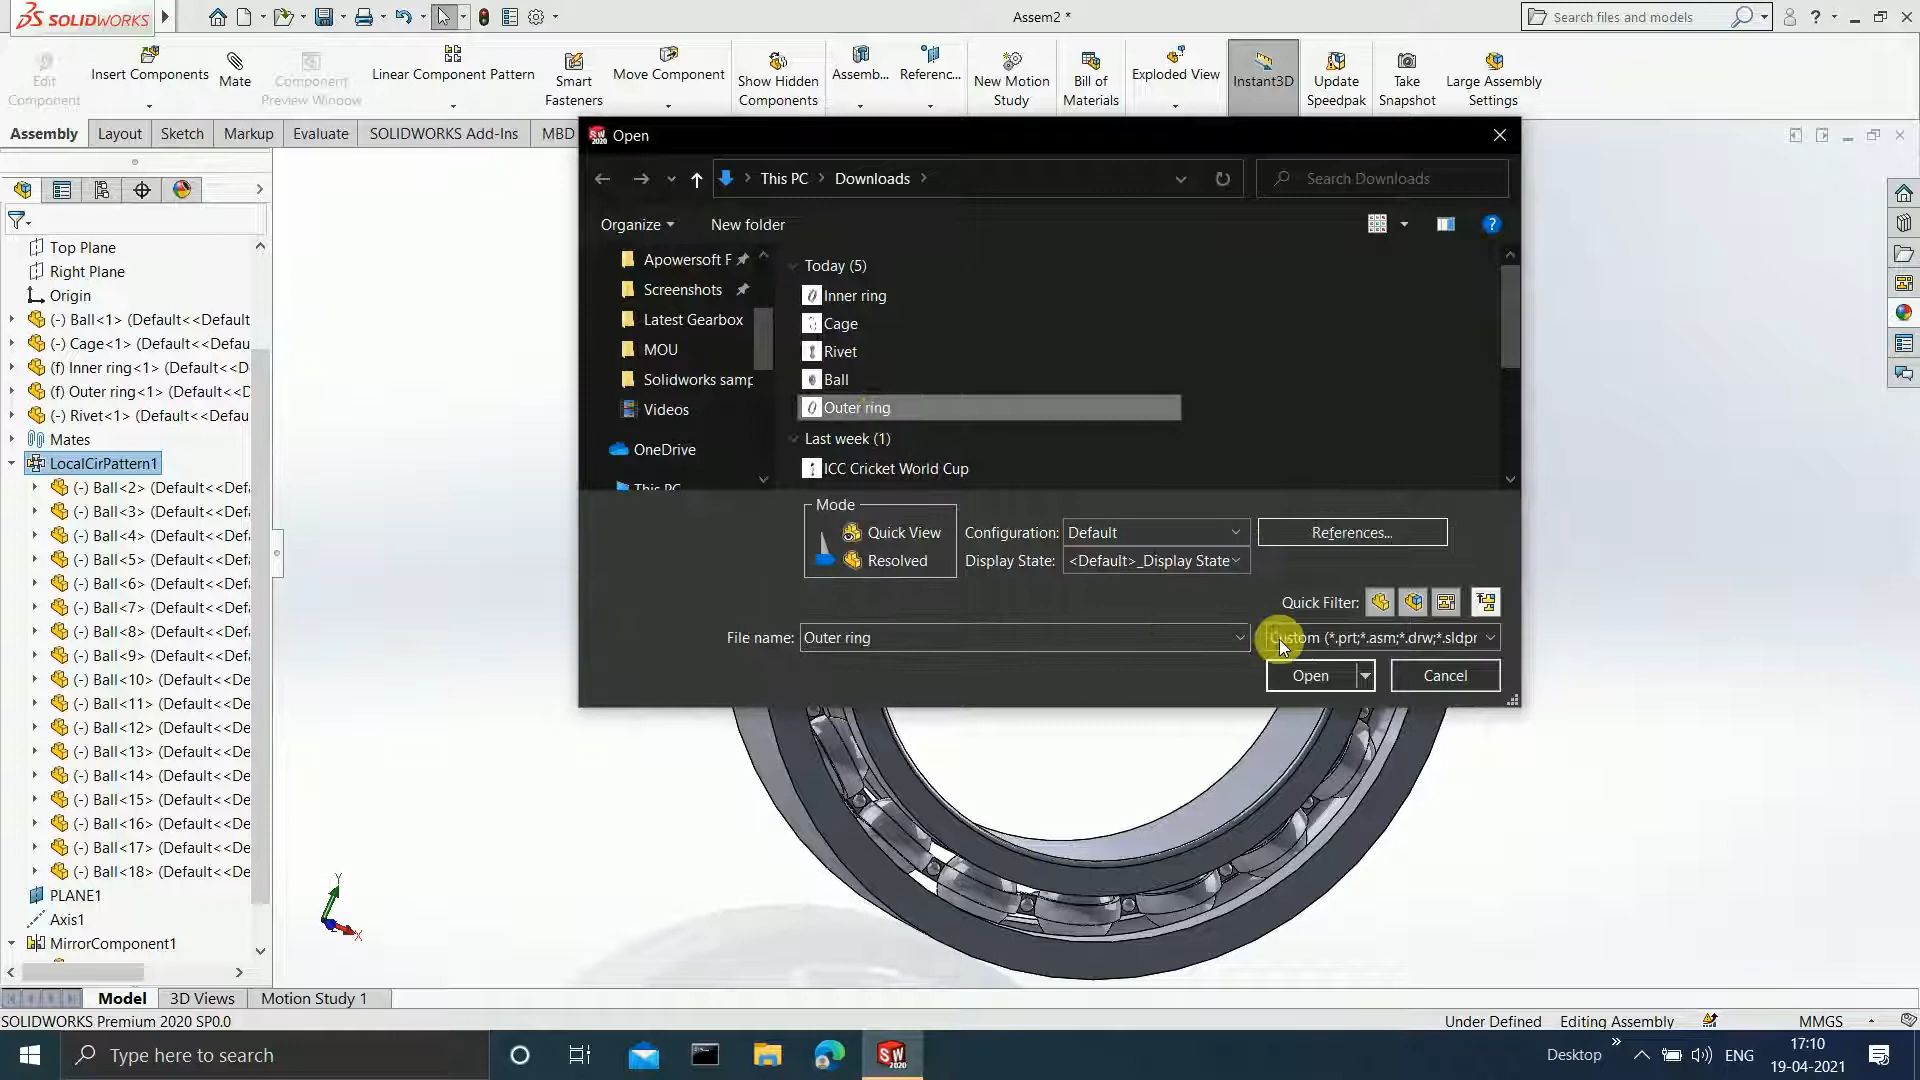 SOLIDWORKS
Assem2 *
Search files and models
Edit Component
Insert Components
Mate
Component Preview Window
Linear Component Pattern
Smart Fasteners
Move Component
Show Hidden Components
Assemb...
Referenc...
New Motion Study
Bill of Materials
Exploded View
Instant3D
Update Speedpak
Take Snapshot
Large Assembly Settings
Assembly
Layout
Sketch
Markup
Evaluate
SOLIDWORKS Add-Ins
MBD
Top Plane
Right Plane
Origin
(-) Ball<1> (Default<<Default
(-) Cage<1> (Default<<Defau
(f) Inner ring<1> (Default<<D
(f) Outer ring<1> (Default<<D
(-) Rivet<1> (Default<<Defau
Mates
LocalCirPattern1
(-) Ball<2> (Default<<Def
(-) Ball<3> (Default<<Def
(-) Ball<4> (Default<<Def
(-) Ball<5> (Default<<Def
(-) Ball<6> (Default<<Def
(-) Ball<7> (Default<<Def
(-) Ball<8> (Default<<Def
(-) Ball<9> (Default<<Def
(-) Ball<10> (Default<<De
(-) Ball<11> (Default<<De
(-) Ball<12> (Default<<De
(-) Ball<13> (Default<<De
(-) Ball<14> (Default<<De
(-) Ball<15> (Default<<De
(-) Ball<16> (Default<<De
(-) Ball<17> (Default<<De
(-) Ball<18> (Default<<De
PLANE1
Axis1
MirrorComponent1
SW 2020
Open
This PC
Downloads
Search Downloads
Organize
New folder
Apowersoft F
Screenshots
Latest Gearbox
MOU
Solidworks samp
Videos
OneDrive
This PC
Today (5)
Inner ring
Cage
Rivet
Ball
Outer ring
Last week (1)
ICC Cricket World Cup
Mode
Quick View
Resolved
Configuration: Default
Display State: <Default>_Display State
References...
Quick Filter:
File name: Outer ring
Custom (*.prt;*.asm;*.drw;*.sldpr
Open
Cancel
Y
X
Model
3D Views
Motion Study 1
SOLIDWORKS Premium 2020 SP0.0
Under Defined
Editing Assembly
MMGS
Type here to search
SW 2020
Desktop
ENG
17:10
19-04-2021